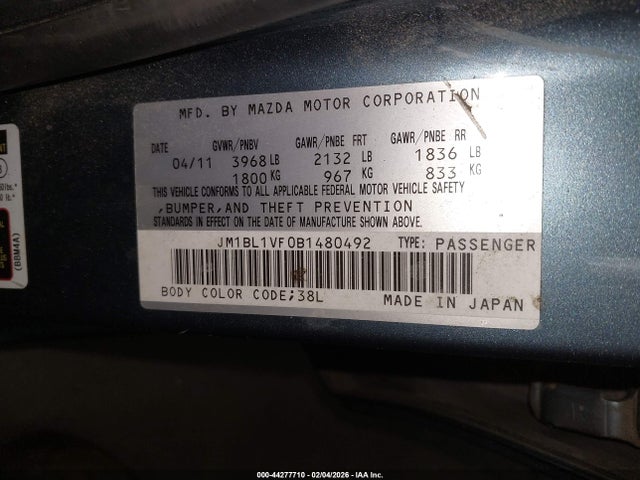 MFD. BY MAZDA MOTOR CORPORATION
DATE GVWR/PNBV GAWR/PNBE FRT GAWR/PNBE RR
04/11 3968 LB 2132 LB 1836 LB
1800 KG 967 KG 833 KG
THIS VEHICLE CONFORMS TO ALL APPLICABLE FEDERAL MOTOR VEHICLE SAFETY
,BUMPER,AND THEFT PREVENTION
STANDARDS IN EFFECT ON THE DATE OF MANUFACTURE SHOWN ABOVE.
JM1BL1VF0B1480492 TYPE: PASSENGER
BODY COLOR CODE;38L MADE IN JAPAN
(BBM4A)
000-44277710 - 02/04/2026 - IAA Inc.